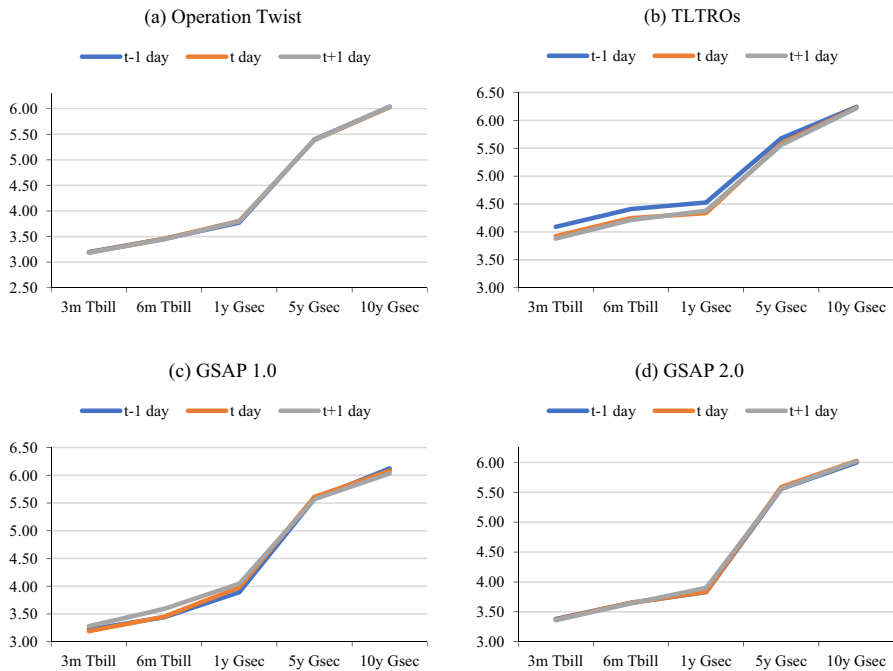 (a) Operation Twist
t-1 day t day t+1 day
6.00
5.50
5.00
4.50
4.00
3.50
3.00
2.50
3m Tbill 6m Tbill 1y Gsec 5y Gsec 10y Gsec
(b) TLTROs
t-1 day t day t+1 day
6.50
6.00
5.50
5.00
4.50
4.00
3.50
3.00
3m Tbill 6m Tbill 1y Gsec 5y Gsec 10y Gsec
(c) GSAP 1.0
t-1 day t day t+1 day
6.50
6.00
5.50
5.00
4.50
4.00
3.50
3.00
3m Tbill 6m Tbill 1y Gsec 5y Gsec 10y Gsec
(d) GSAP 2.0
t-1 day t day t+1 day
6.00
5.50
5.00
4.50
4.00
3.50
3.00
3m Tbill 6m Tbill 1y Gsec 5y Gsec 10y Gsec